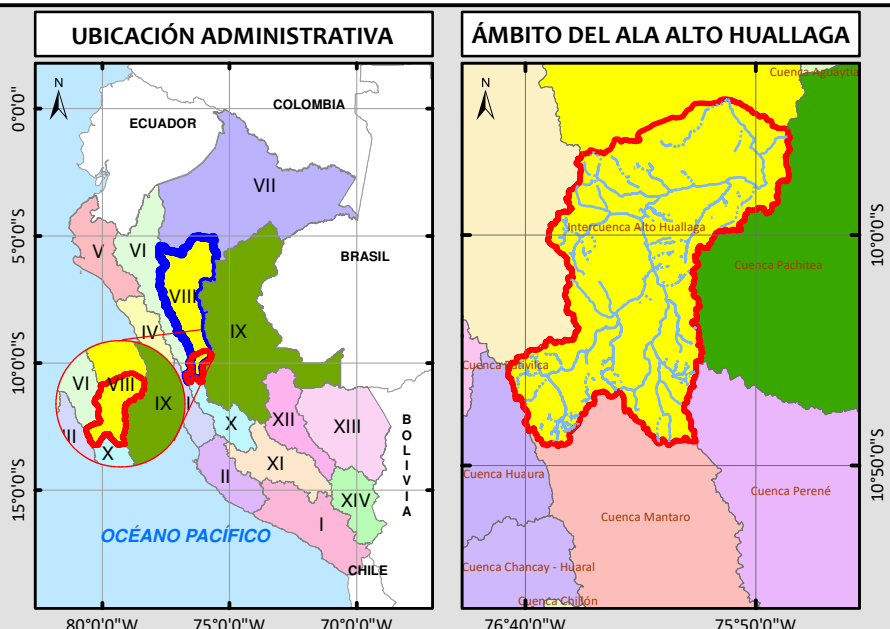 UBICACIÓN ADMINISTRATIVA
N
0°0'0"
5°0'0"S
10°0'0"S
15°0'0"S
COLOMBIA
ECUADOR
VII
V
VI
BRASIL
VIII
IX
IV
VI
VIII
IX
III
X
I
X
XII
XIII
XI
II
XIV
I
BOLIVIA
OCÉANO PACÍFICO
CHILE
80°0'0"W
75°0'0"W
70°0'0"W
ÁMBITO DEL ALA ALTO HUALLAGA
N
Cuenca Aguaytía
Intercuenca Alto Huallaga
Cuenca Pachitea
Cuenca Pativilca
Cuenca Huaura
Cuenca Perené
Cuenca Mantaro
Cuenca Chancay - Huaral
Cuenca Chillón
10°0'0"S
10°50'0"S
76°40'0"W
75°50'0"W